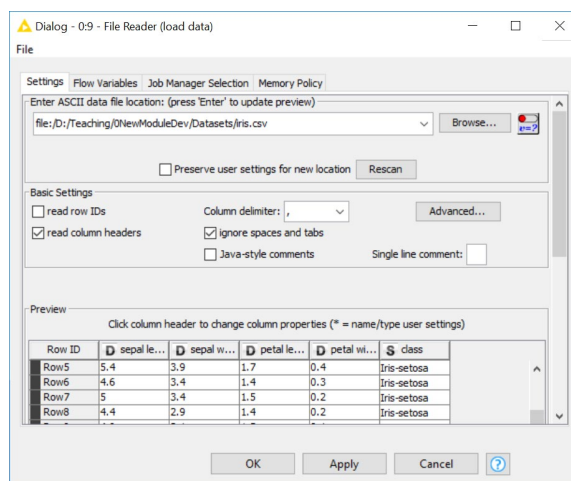 Dialog - 0:9 - File Reader (load data)
File
Settings Flow Variables Job Manager Selection Memory Policy
Enter ASCII data file location: (press 'Enter' to update preview)
file:/D:/Teaching/0NewModuleDev/Datasets/iris.csv Browse... v=?
Preserve user settings for new location Rescan
Basic Settings
read row IDs Column delimiter: , Advanced...
read column headers ignore spaces and tabs
Java-style comments Single line comment:
Preview
Click column header to change column properties (* = name/type user settings)
Row ID D sepal le... D sepal w... D petal le... D petal wi... S class
Row5 5.4 3.9 1.7 0.4 Iris-setosa
Row6 4.6 3.4 1.4 0.3 Iris-setosa
Row7 5 3.4 1.5 0.2 Iris-setosa
Row8 4.4 2.9 1.4 0.2 Iris-setosa
OK Apply Cancel ?